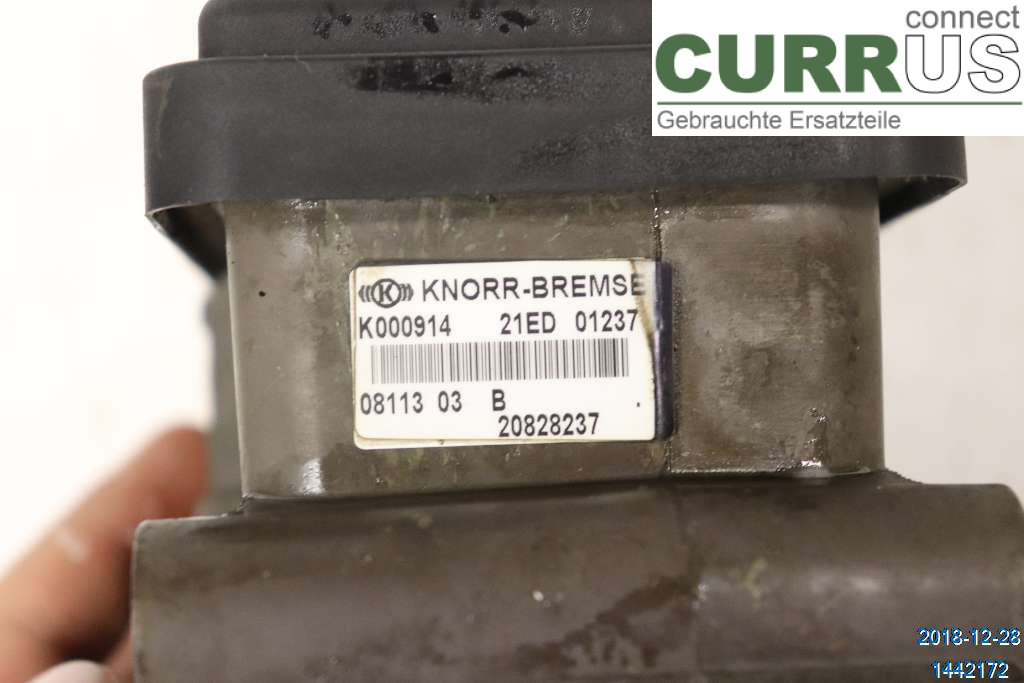 connect
CURRUS
Gebrauchte Ersatzteile
K KNORR-BREMSE
K000914 21ED 01237
08113 03 B
20828237
2018-12-28
1442172